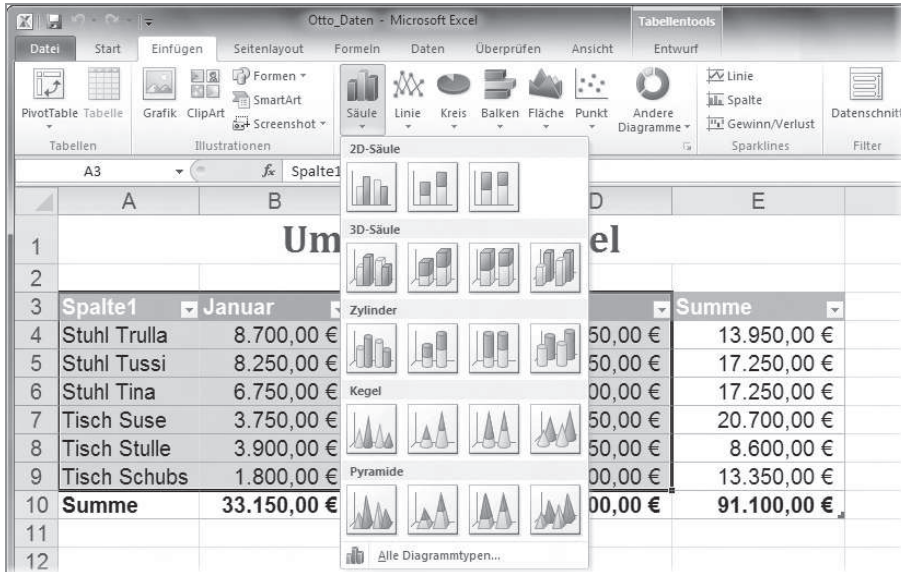 Otto_Daten - Microsoft Excel
Tabellentools
Datei Start Einfügen Seitenlayout Formeln Daten Überprüfen Ansicht Entwurf
PivotTable Tabelle Grafik ClipArt Formen SmartArt Screenshot Säule Linie Kreis Balken Fläche Punkt Andere Diagramme Linie Spalte Gewinn/Verlust Datenschnitt
Tabellen Illustrationen Sparklines Filter
A3 fx Spalte1
2D-Säule
3D-Säule
Zylinder
Kegel
Pyramide
Alle Diagrammtypen...
A B D E
1 Um el
2
3 Spalte1 Januar Summe
4 Stuhl Trulla 8.700,00 € 50,00 € 13.950,00 €
5 Stuhl Tussi 8.250,00 € 50,00 € 17.250,00 €
6 Stuhl Tina 6.750,00 € 00,00 € 17.250,00 €
7 Tisch Suse 3.750,00 € 50,00 € 20.700,00 €
8 Tisch Stulle 3.900,00 € 50,00 € 8.600,00 €
9 Tisch Schubs 1.800,00 € 00,00 € 13.350,00 €
10 Summe 33.150,00 € 00,00 € 91.100,00 €
11
12